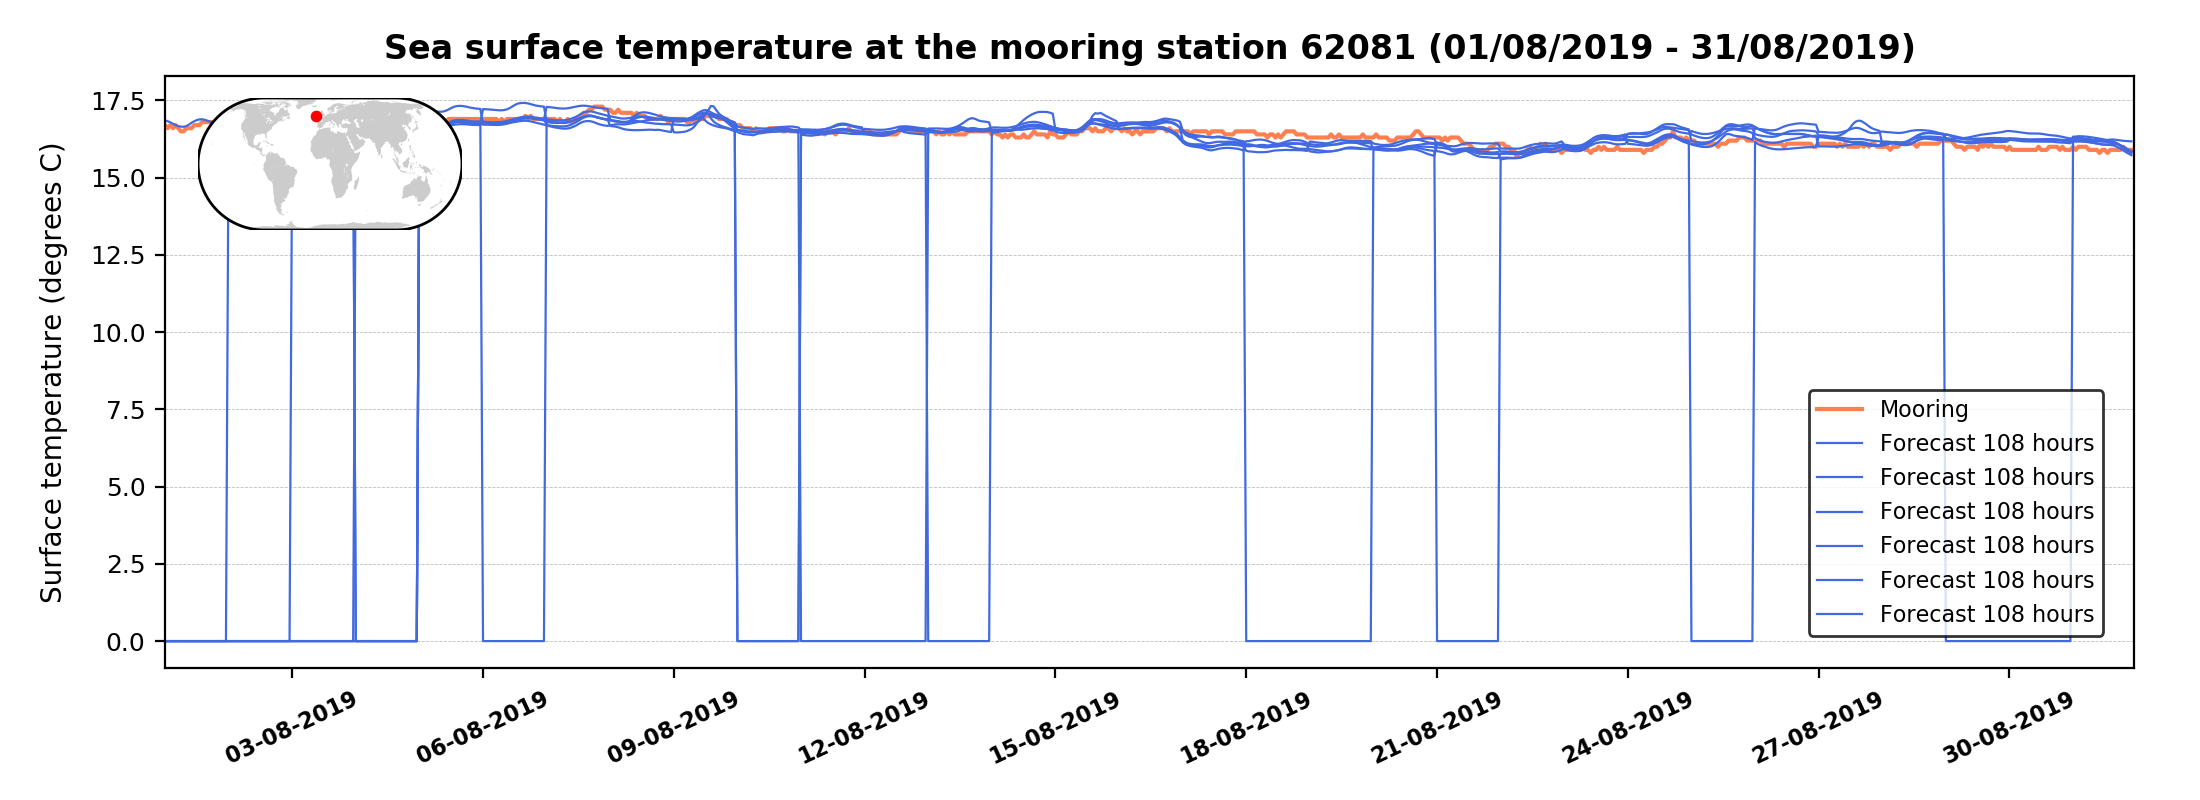 Sea surface temperature at the mooring station 62081 (01/08/2019 - 31/08/2019)
Surface temperature (degrees C)
17.5
15.0
12.5
10.0
7.5
5.0
2.5
0.0
Mooring
Forecast 108 hours
Forecast 108 hours
Forecast 108 hours
Forecast 108 hours
Forecast 108 hours
Forecast 108 hours
03-08-2019
06-08-2019
09-08-2019
12-08-2019
15-08-2019
18-08-2019
21-08-2019
24-08-2019
27-08-2019
30-08-2019